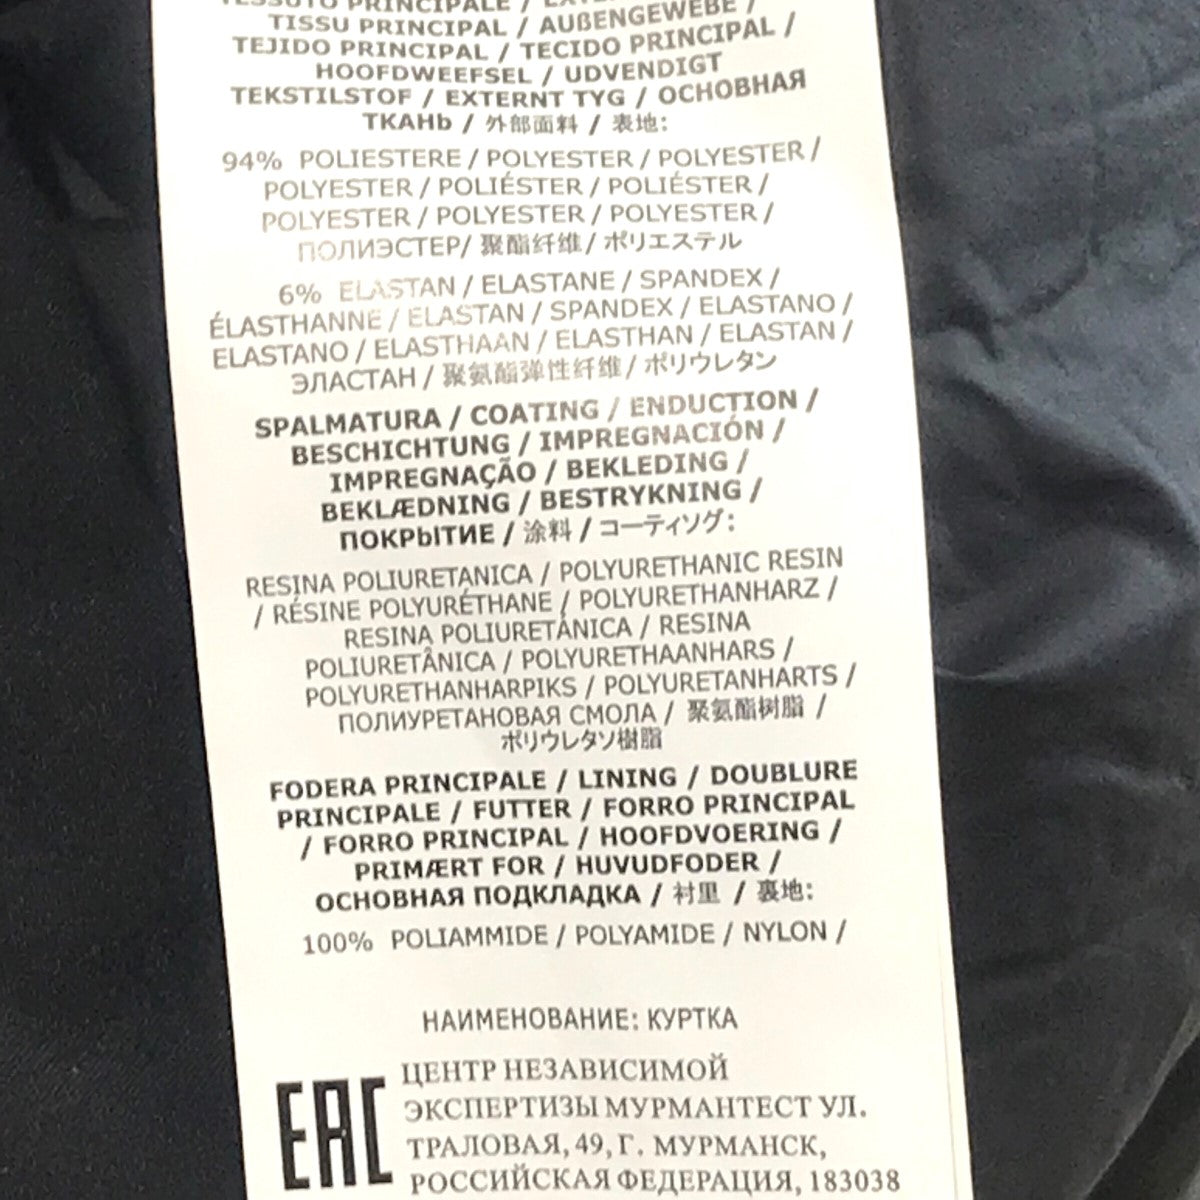 TESSUTO PRINCIPALE /
TISSU PRINCIPAL / AUßENGEWEBE /
TEJIDO PRINCIPAL / TECIDO PRINCIPAL /
HOOFDWEEFSEL / UDVENDIGT
TEKSTILSTOF / EXTERNT TYG / ОСНОВНАЯ
ТКАНЬ / 外部面料 / 表地:
94% POLIESTERE / POLYESTER / POLYESTER /
POLYESTER / POLIÉSTER / POLIÉSTER /
POLYESTER / POLYESTER / POLYESTER /
ПОЛИЭСТЕР/ 聚酯纤维/ ポリエステル
6% ELASTAN / ELASTANE / SPANDEX /
ÉLASTHANNE / ELASTAN / SPANDEX / ELASTANO /
ELASTANO / ELASTHAAN / ELASTHAN / ELASTAN /
ЭЛАСТАН / 聚氨酯弹性纤维/ ポリウレタン
SPALMATURA / COATING / ENDUCTION /
BESCHICHTUNG / IMPREGNACIÓN /
IMPREGNAÇÃO / BEKLEDING /
BEKLÆDNING / BESTRYKNING /
ПОКРЫТИЕ / 涂料 / コーティソグ:
RESINA POLIURETANICA / POLYURETHANIC RESIN
/ RÉSINE POLYURÉTHANE / POLYURETHANHARZ /
RESINA POLIURETÁNICA / RESINA
POLIURETÂNICA / POLYURETHAANHARS /
POLYURETHANHARPIKS / POLYURETANHARTS /
ПОЛИУРЕТАНОВАЯ СМОЛА / 聚氨酯树脂 /
ポリウレタソ樹脂
FODERA PRINCIPALE / LINING / DOUBLURE
PRINCIPALE / FUTTER / FORRO PRINCIPAL
/ FORRO PRINCIPAL / HOOFDVOERING /
PRIMÆRT FOR / HUVUDFODER /
ОСНОВНАЯ ПОДКЛАДКА / 衬里 / 裏地:
100% POLIAMMIDE / POLYAMIDE / NYLON /
НАИМЕНОВАНИЕ: КУРТКА
EAC
ЦЕНТР НЕЗАВИСИМОЙ
ЭКСПЕРТИЗЫ МУРМАНТЕСТ УЛ.
ТРАЛОВАЯ, 49, Г. МУРМАНСК,
РОССИЙСКАЯ ФЕДЕРАЦИЯ, 183038